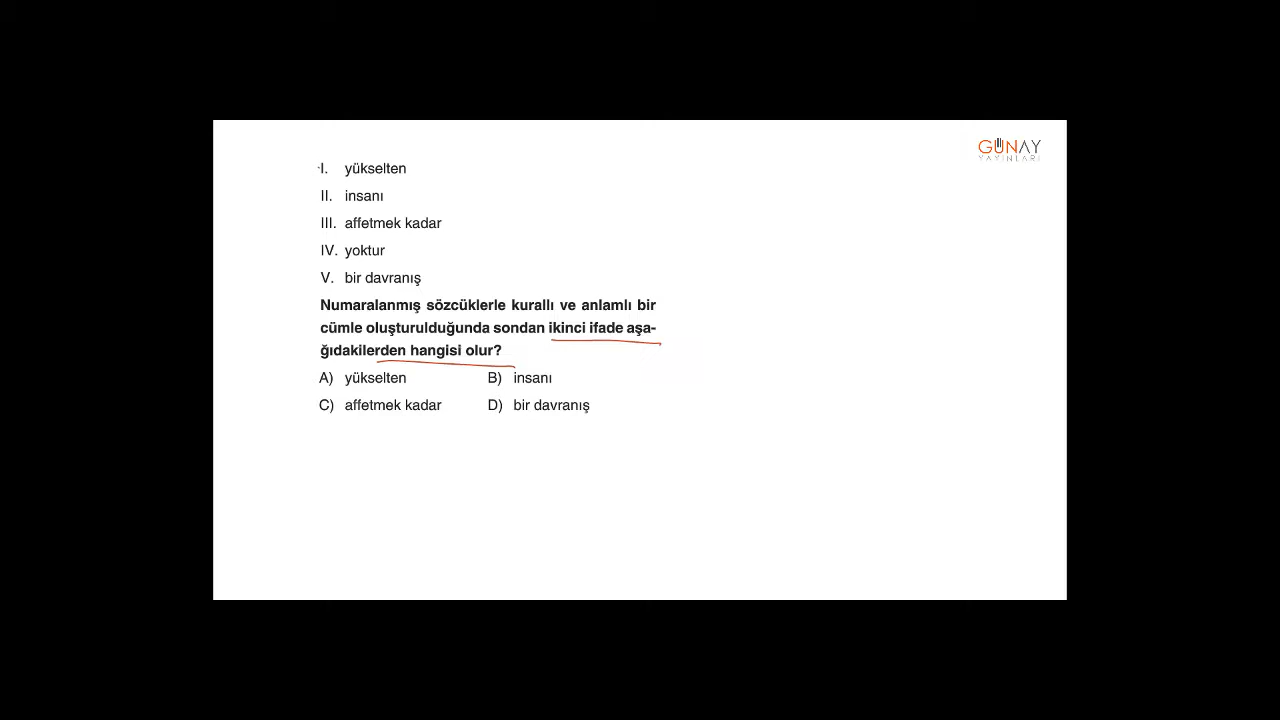 GÜNAY
YAYINLARI
I. yükselten
II. insanı
III. affetmek kadar
IV. yoktur
V. bir davranış
Numaralanmış sözcüklerle kurallı ve anlamlı bir
cümle oluşturulduğunda sondan ikinci ifade aşa-
ğıdakilerden hangisi olur?
A) yükselten B) insanı
C) affetmek kadar D) bir davranış